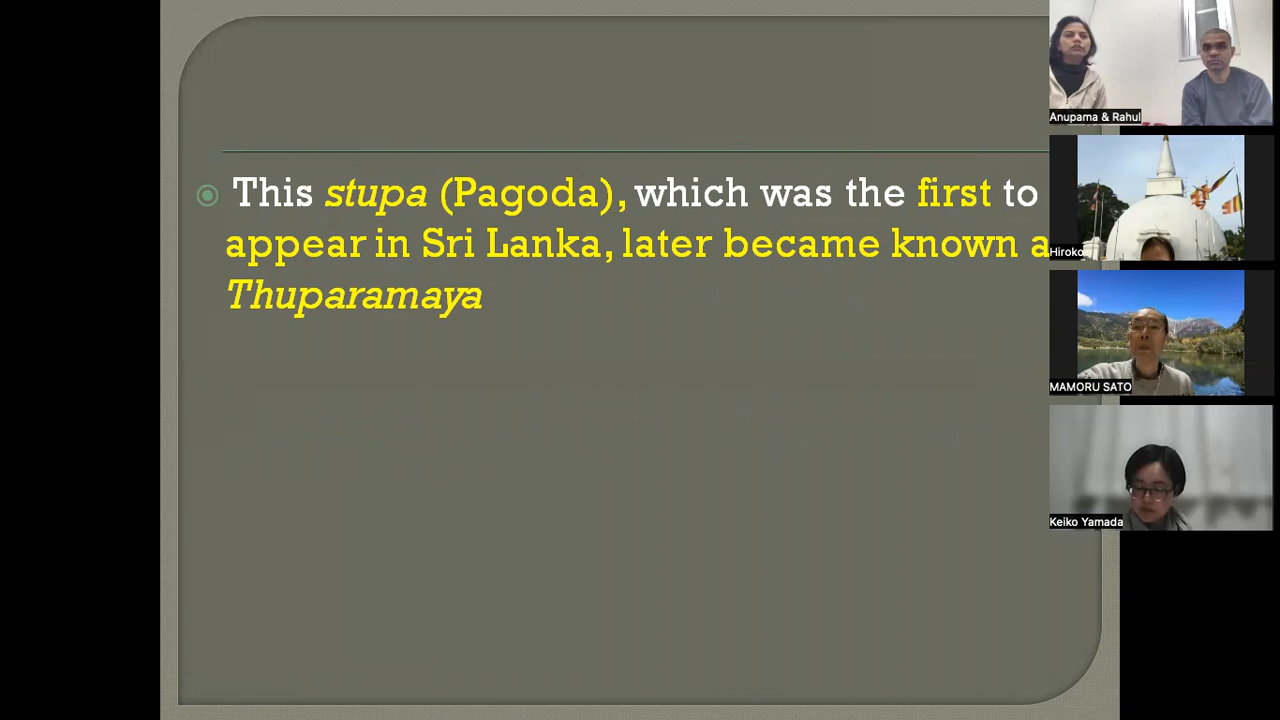 This stupa (Pagoda), which was the first to
appear in Sri Lanka, later became known a
Thuparamaya
Anupama & Rahul
Hiroko
MAMORU SATO
Keiko Yamada